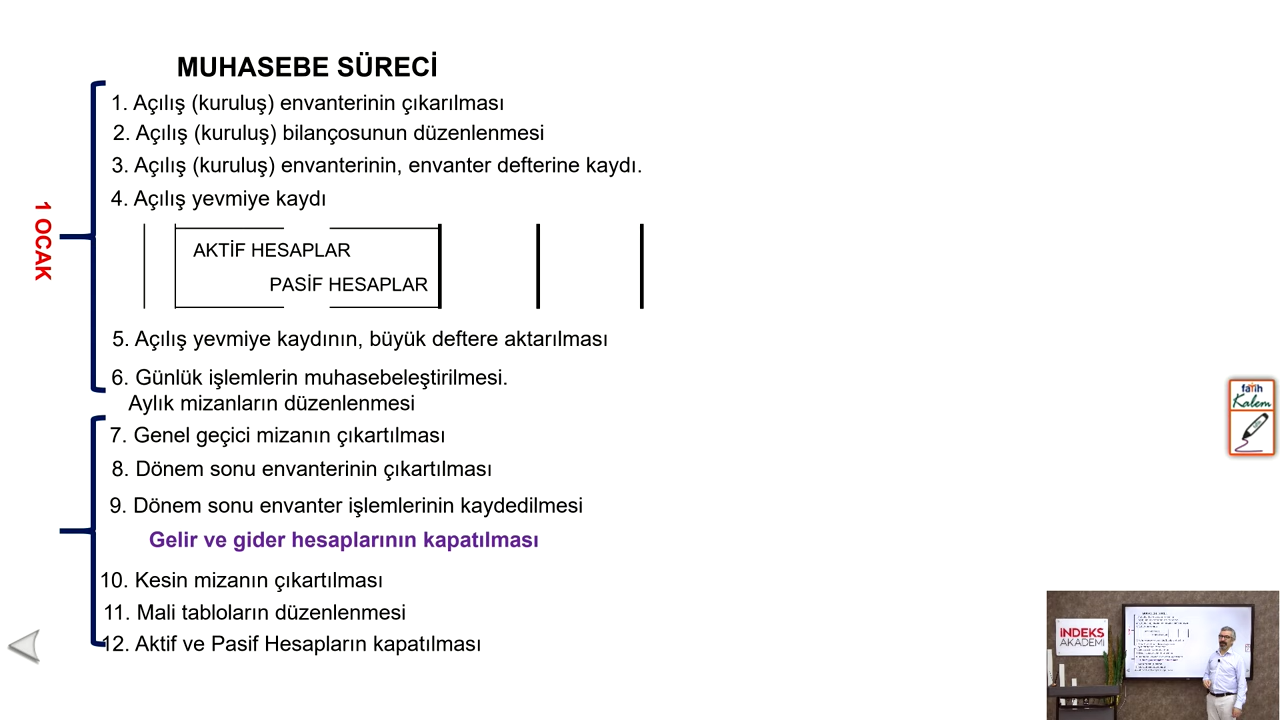 MUHASEBE SÜRECİ
1. Açılış (kuruluş) envanterinin çıkarılması
2. Açılış (kuruluş) bilançosunun düzenlenmesi
3. Açılış (kuruluş) envanterinin, envanter defterine kaydı.
4. Açılış yevmiye kaydı
1 OCAK
AKTİF HESAPLAR
PASİF HESAPLAR
5. Açılış yevmiye kaydının, büyük deftere aktarılması
6. Günlük işlemlerin muhasebeleştirilmesi.
Aylık mizanların düzenlenmesi
7. Genel geçici mizanın çıkartılması
8. Dönem sonu envanterinin çıkartılması
9. Dönem sonu envanter işlemlerinin kaydedilmesi
Gelir ve gider hesaplarının kapatılması
10. Kesin mizanın çıkartılması
11. Mali tabloların düzenlenmesi
12. Aktif ve Pasif Hesapların kapatılması
fatih
Kalem
İNDEKS
AKADEMİ